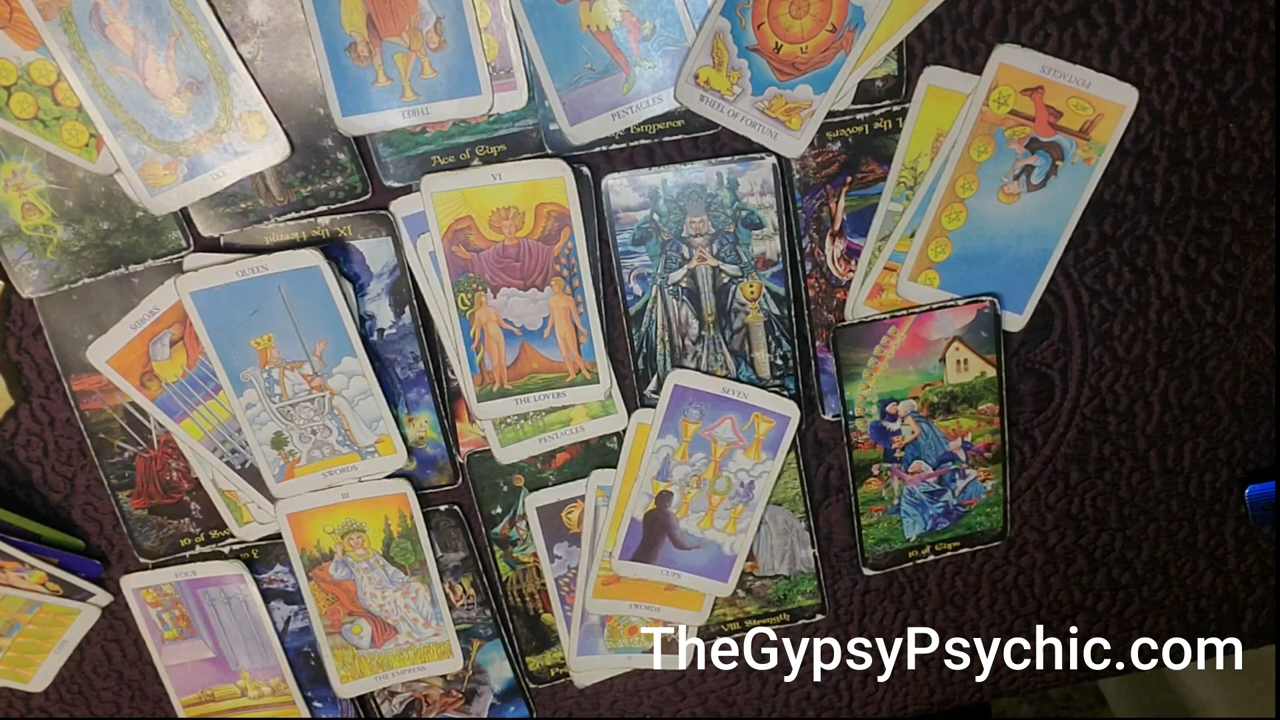 THREE
PENTACLES
WHEEL OF FORTUNE
PENTACLES
XXI
Ace of Cups
the Emperor
the Lovers
IX the Hermit
VI
QUEEN
SWORDS
THE LOVERS
SEVEN
PENTACLES
SWORDS
10 of
III
10 of Cups
FOUR
CUPS
SWORDS
VIII Strength
THE EMPRESS
TheGypsyPsychic.com